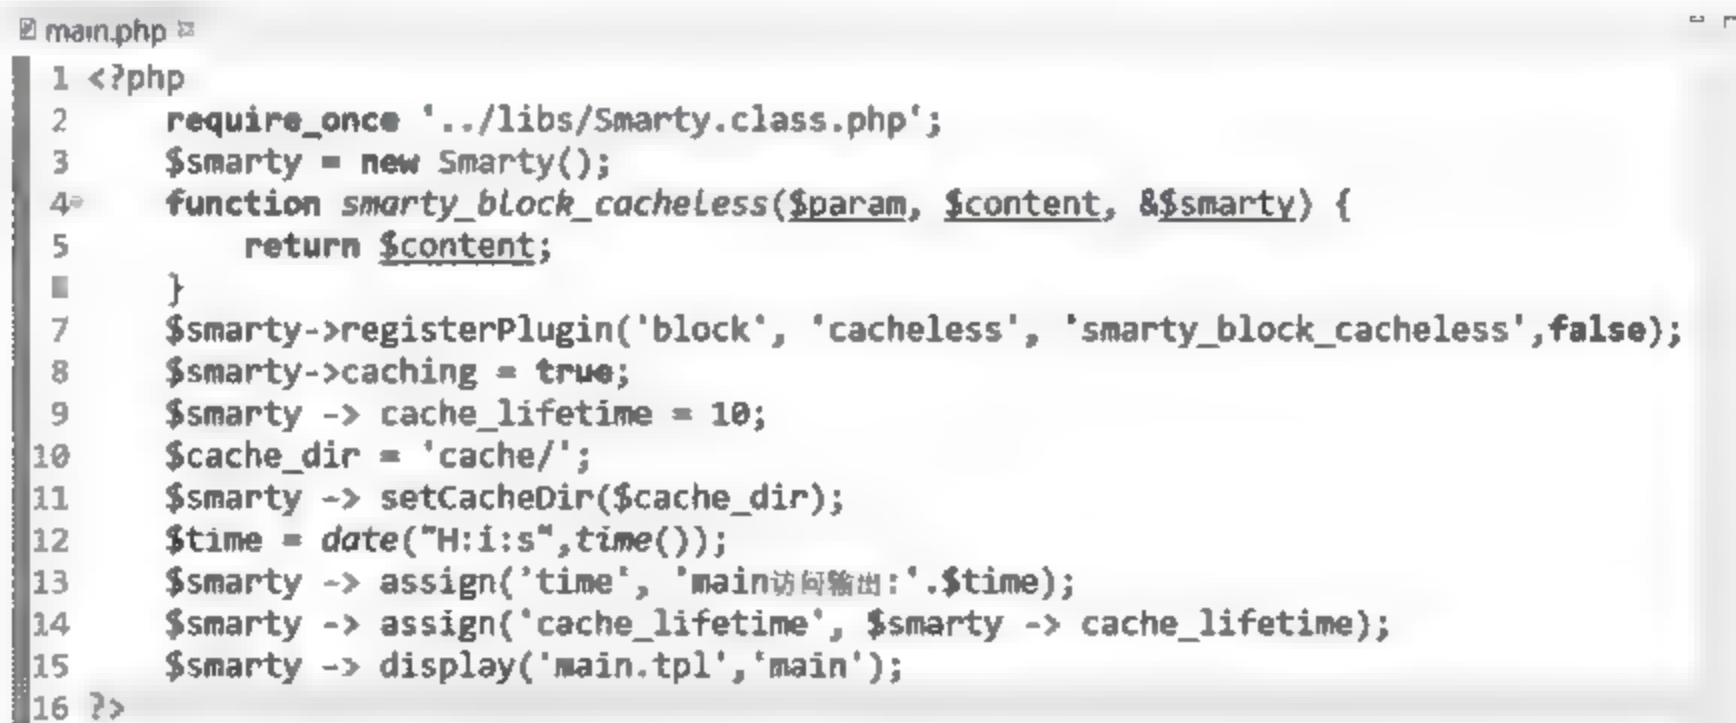 main.php
1 <?php
2 require_once '../libs/Smarty.class.php';
3 $smarty = new Smarty();
4 function smarty_block_cacheless($param, $content, &$smarty) {
5 return $content;
}
7 $smarty->registerPlugin('block', 'cacheless', 'smarty_block_cacheless',false);
8 $smarty->caching = true;
9 $smarty -> cache_lifetime = 10;
10 $cache_dir = 'cache/';
11 $smarty -> setCacheDir($cache_dir);
12 $time = date("H:i:s",time());
13 $smarty -> assign('time', 'main访问输出:'.$time);
14 $smarty -> assign('cache_lifetime', $smarty -> cache_lifetime);
15 $smarty -> display('main.tpl','main');
16 ?>